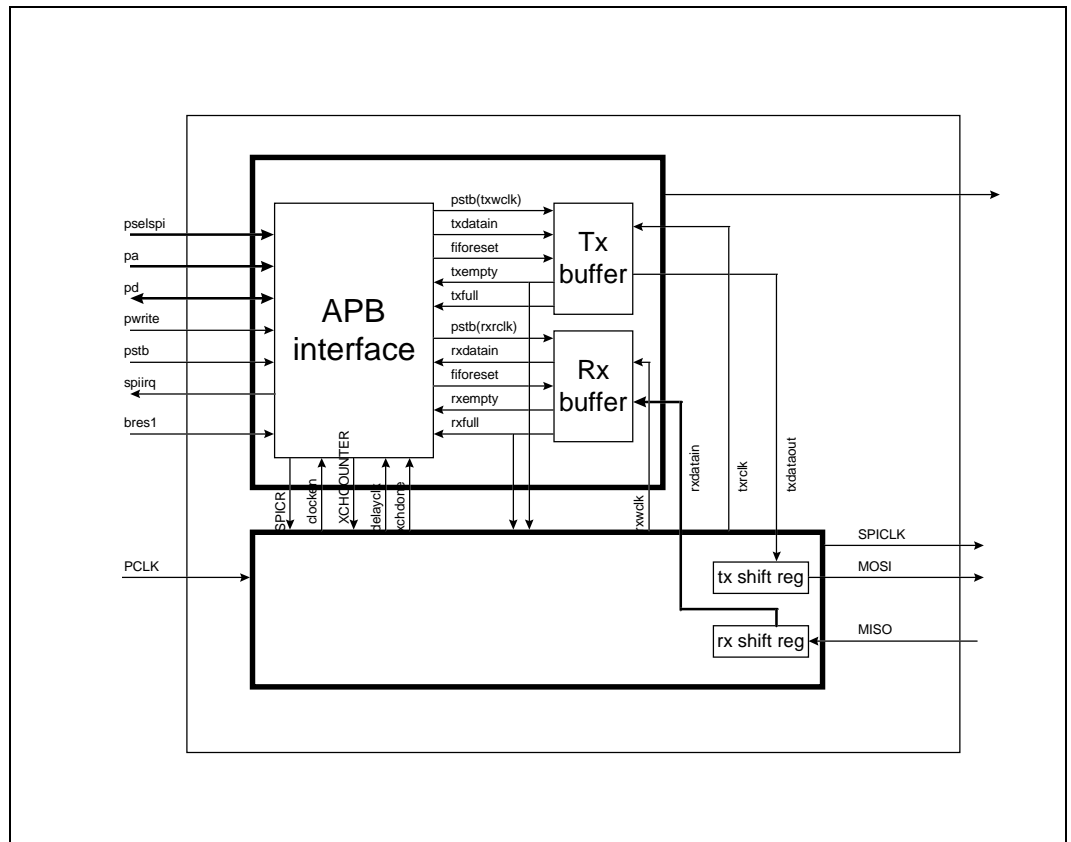 pselspi
pa
pd
pwrite
pstb
spiirq
bres1
APB
interface
pstb(txwclk)
txdatain
fiforeset
txempty
txfull
pstb(rxrclk)
rxdatain
fiforeset
rxempty
rxfull
Tx
buffer
Rx
buffer
SPICR
clocken
XCHCOUNTER
delayclk
xchdone
rxwclk
rxdatain
txrclk
txdataout
PCLK
tx shift reg
rx shift reg
SPICLK
MOSI
MISO